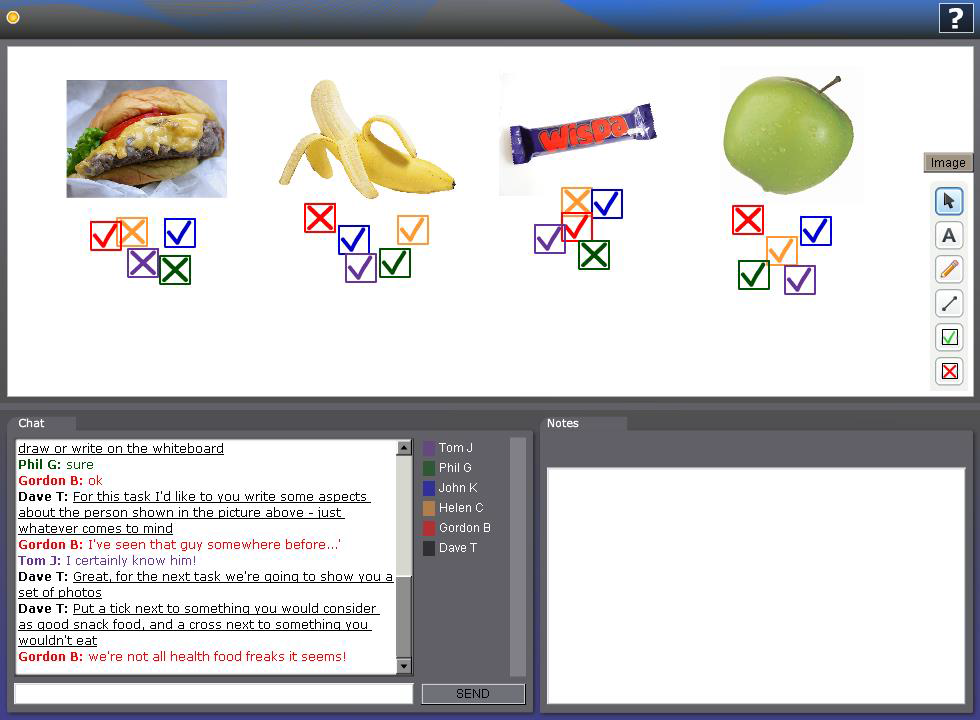 ?
Wispa
Image
A
Chat
Notes
draw or write on the whiteboard
Phil G: sure
Gordon B: ok
Dave T: For this task I'd like to you write some aspects
about the person shown in the picture above - just
whatever comes to mind
Gordon B: I've seen that guy somewhere before...'
Tom J: I certainly know him!
Dave T: Great, for the next task we're going to show you a
set of photos
Dave T: Put a tick next to something you would consider
as good snack food, and a cross next to something you
wouldn't eat
Gordon B: we're not all health food freaks it seems!
Tom J
Phil G
John K
Helen C
Gordon B
Dave T
SEND